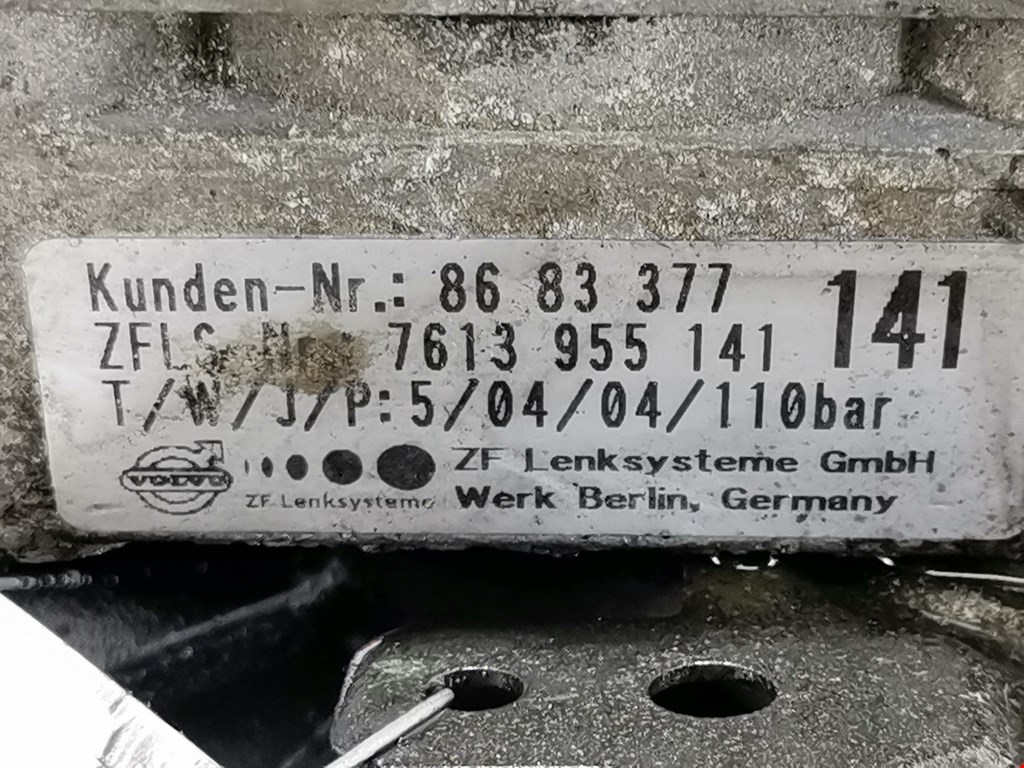 Kunden-Nr.: 86 83 377
141
ZFLS-Nr.: 7613 955 141
T/W/J/P:5/04/04/110bar
VOLVO
ZF Lenksysteme
ZF Lenksysteme GmbH
Werk Berlin, Germany